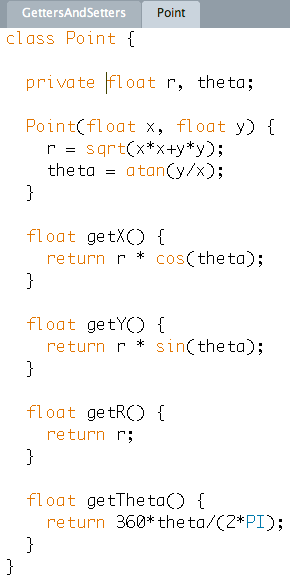 GettersAndSetters Point
class Point {
private float r, theta;
Point(float x, float y) {
r = sqrt(x*x+y*y);
theta = atan(y/x);
}
float getX() {
return r * cos(theta);
}
float getY() {
return r * sin(theta);
}
float getR() {
return r;
}
float getTheta() {
return 360*theta/(2*PI);
}
}